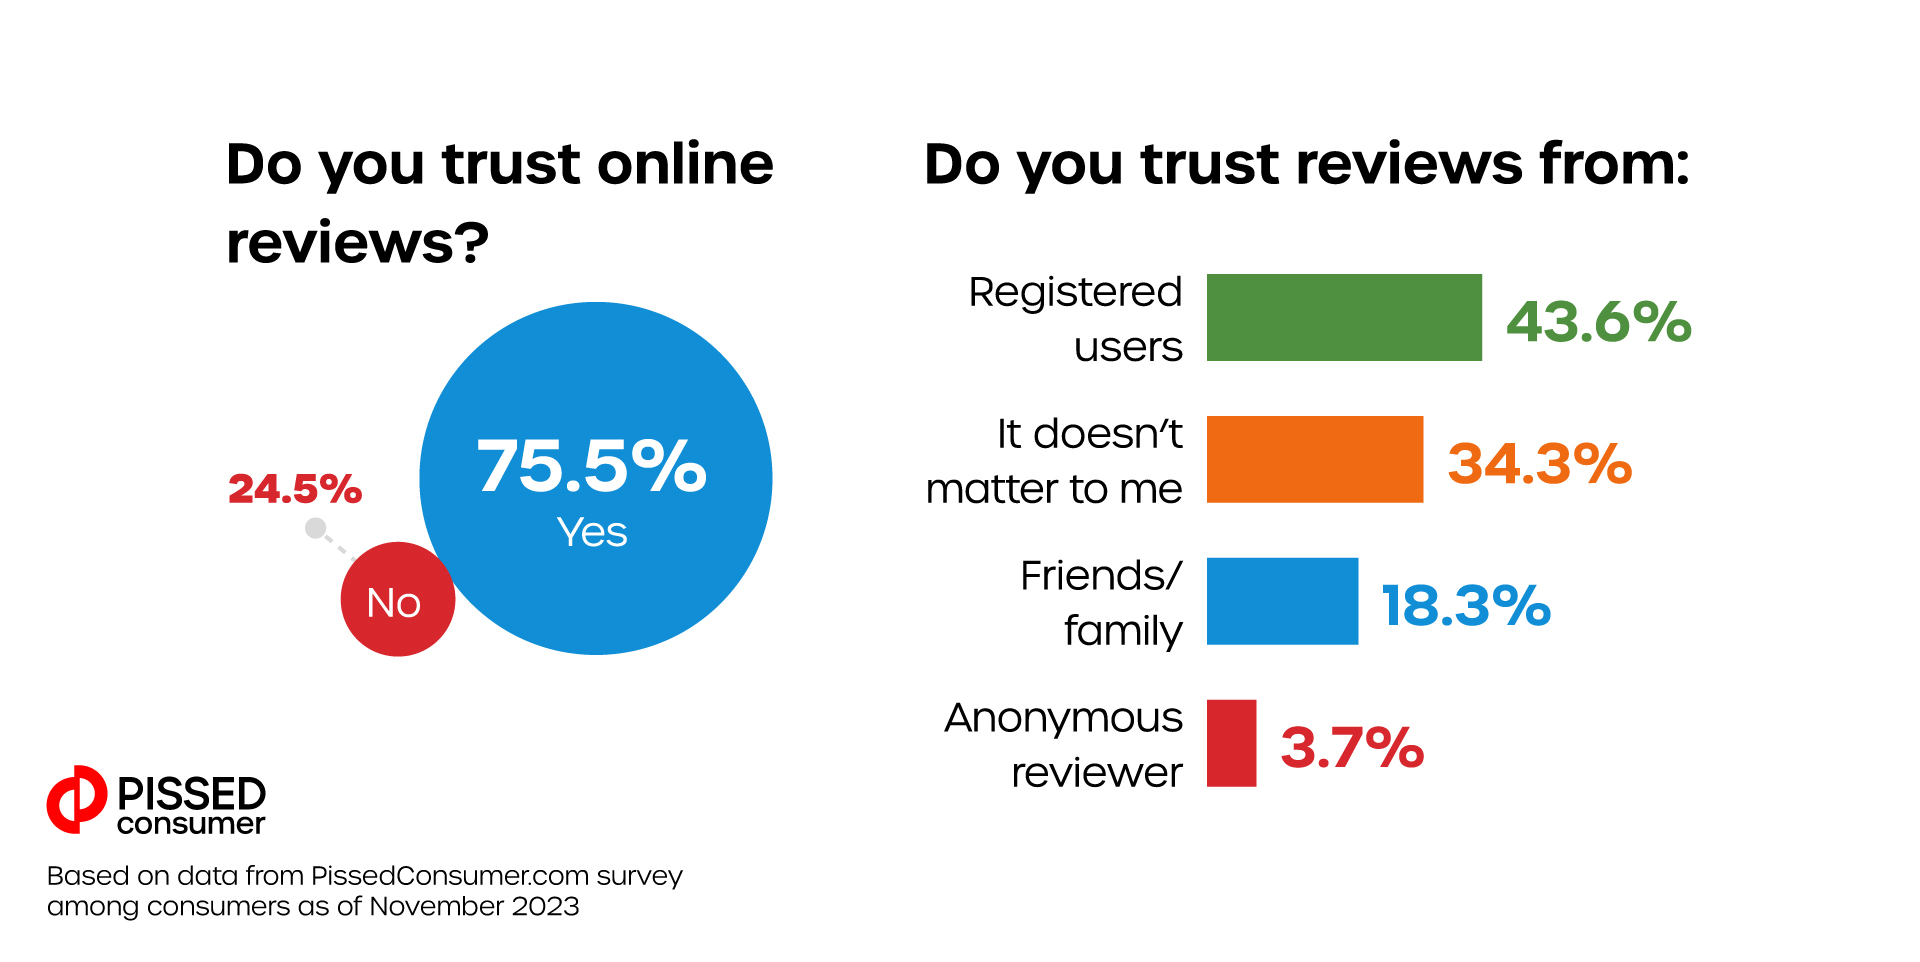 Do you trust online
reviews?
75.5%
Yes
24.5%
No
Do you trust reviews from:
Registered
users
43.6%
It doesn't
matter to me
34.3%
Friends/
family
18.3%
Anonymous
reviewer
3.7%
PISSED
consumer
Based on data from PissedConsumer.com survey
among consumers as of November 2023